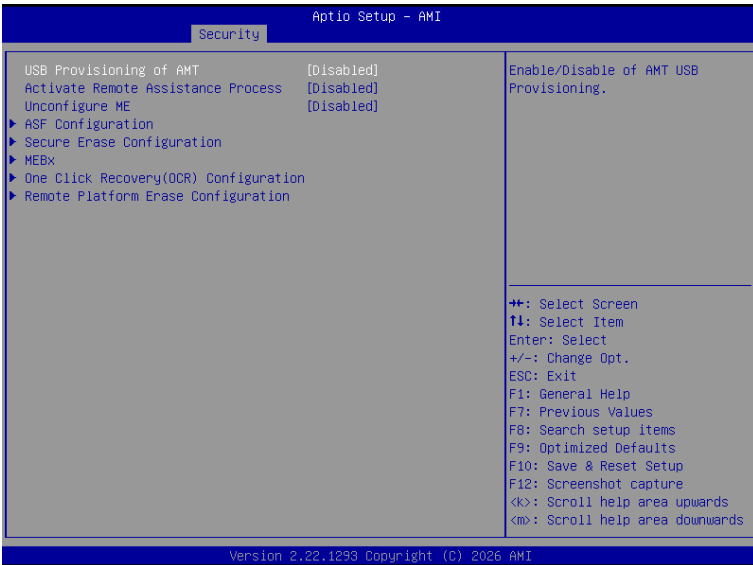 Aptio Setup - AMI
Security
USB Provisioning of AMT [Disabled]
Activate Remote Assistance Process [Disabled]
Unconfigure ME [Disabled]
▶ ASF Configuration
▶ Secure Erase Configuration
▶ MEBx
▶ One Click Recovery(OCR) Configuration
▶ Remote Platform Erase Configuration
Enable/Disable of AMT USB
Provisioning.
→←: Select Screen
↑↓: Select Item
Enter: Select
+/-: Change Opt.
ESC: Exit
F1: General Help
F7: Previous Values
F8: Search setup items
F9: Optimized Defaults
F10: Save & Reset Setup
F12: Screenshot capture
<k>: Scroll help area upwards
<m>: Scroll help area downwards
Version 2.22.1293 Copyright (C) 2026 AMI